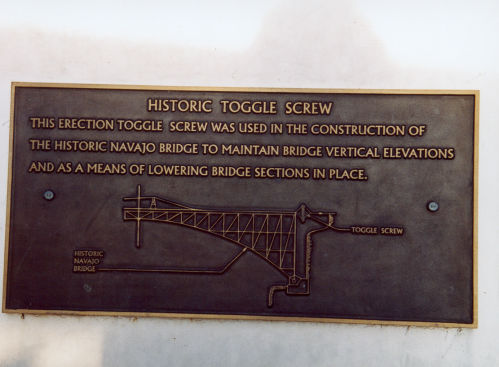 HISTORIC TOGGLE SCREW
THIS ERECTION TOGGLE SCREW WAS USED IN THE CONSTRUCTION OF
THE HISTORIC NAVAJO BRIDGE TO MAINTAIN BRIDGE VERTICAL ELEVATIONS
AND AS A MEANS OF LOWERING BRIDGE SECTIONS IN PLACE.
TOGGLE SCREW
HISTORIC
NAVAJO
BRIDGE